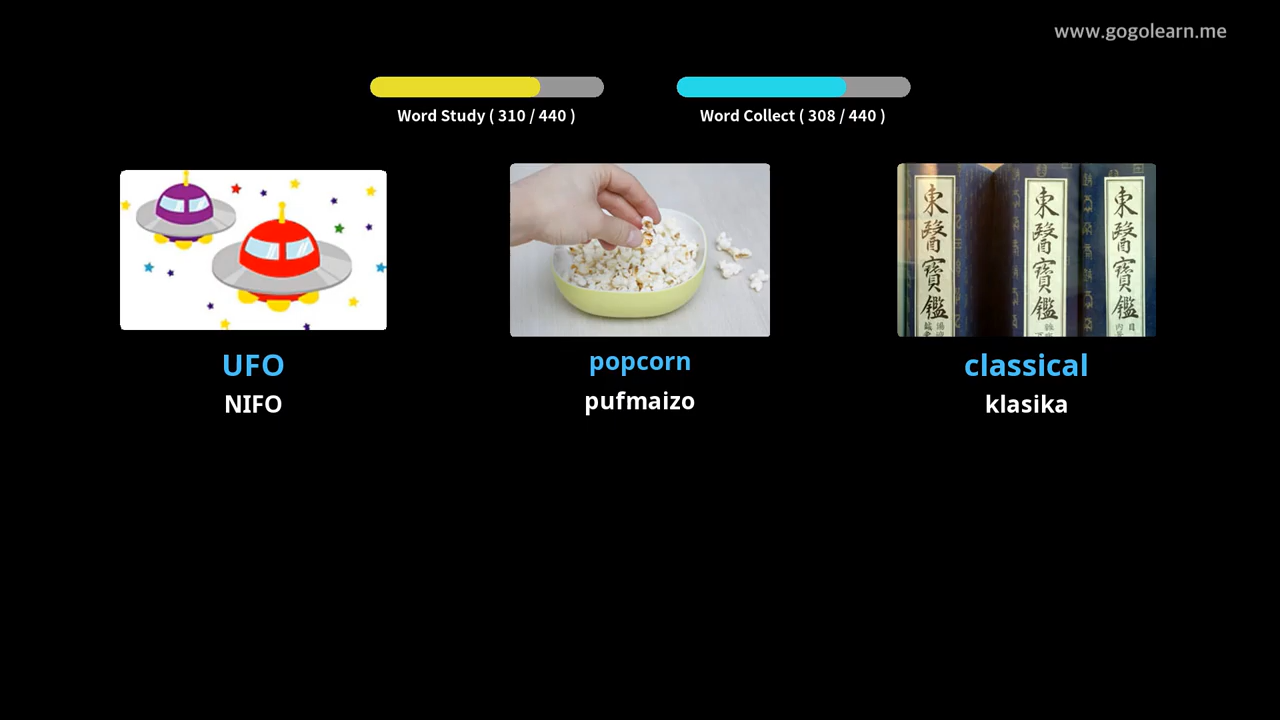 www.gogolearn.me
Word Study ( 310 / 440 )
Word Collect ( 308 / 440 )
東醫寶鑑
東醫寶鑑
東醫寶鑑
UFO
popcorn
classical
NIFO
pufmaizo
klasika